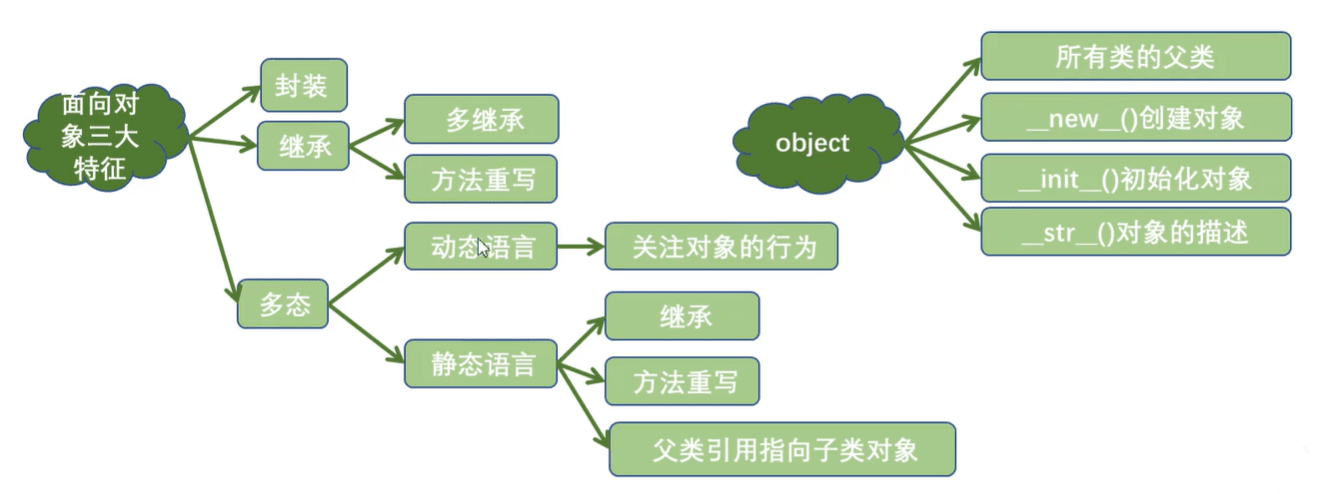 面向对
象三大
特征
封装
继承
多继承
方法重写
多态
动态语言
关注对象的行为
静态语言
继承
方法重写
父类引用指向子类对象
object
所有类的父类
__new__()创建对象
__init__()初始化对象
__str__()对象的描述